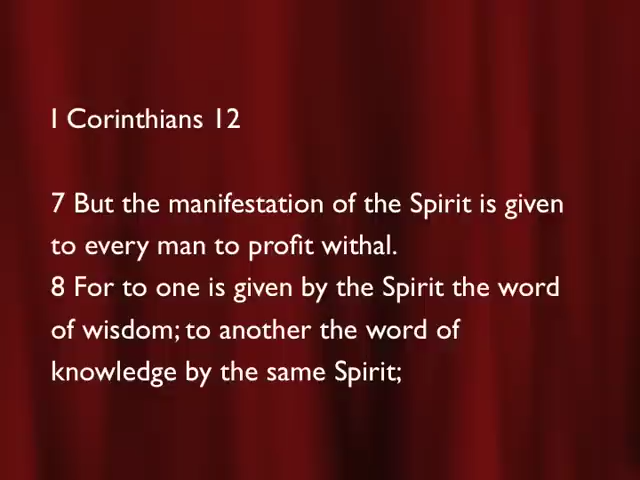 1 Corinthians 12
7 But the manifestation of the Spirit is given
to every man to profit withal.
8 For to one is given by the Spirit the word
of wisdom; to another the word of
knowledge by the same Spirit;